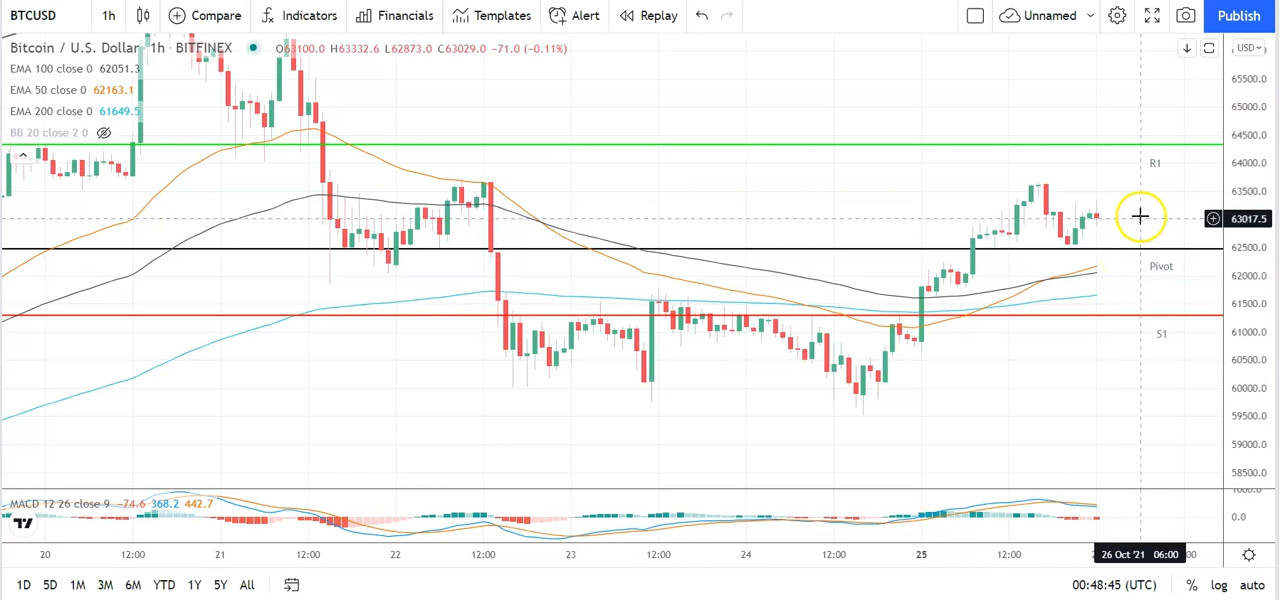 BTCUSD 1h Compare Indicators Financials Templates Alert Replay Unnamed Publish
Bitcoin / U.S. Dollar 1h · BITFINEX O63100.0 H63332.6 L62873.0 C63029.0 −71.0 (−0.11%) USD
EMA 100 close 0 62051.3
EMA 50 close 0 62163.1
EMA 200 close 0 61649.5
BB 20 close 2 0
65500.0
65000.0
64500.0
64000.0
R1
63500.0
63017.5
62500.0
Pivot
62000.0
61500.0
S1
61000.0
60500.0
60000.0
59500.0
59000.0
58500.0
MACD 12 26 close 9 −74.6 368.2 442.7
1000.0
0.0
20 12:00 21 12:00 22 12:00 23 12:00 24 12:00 25 12:00 26 Oct '21 06:00
1D 5D 1M 3M 6M YTD 1Y 5Y All 00:48:45 (UTC) % log auto